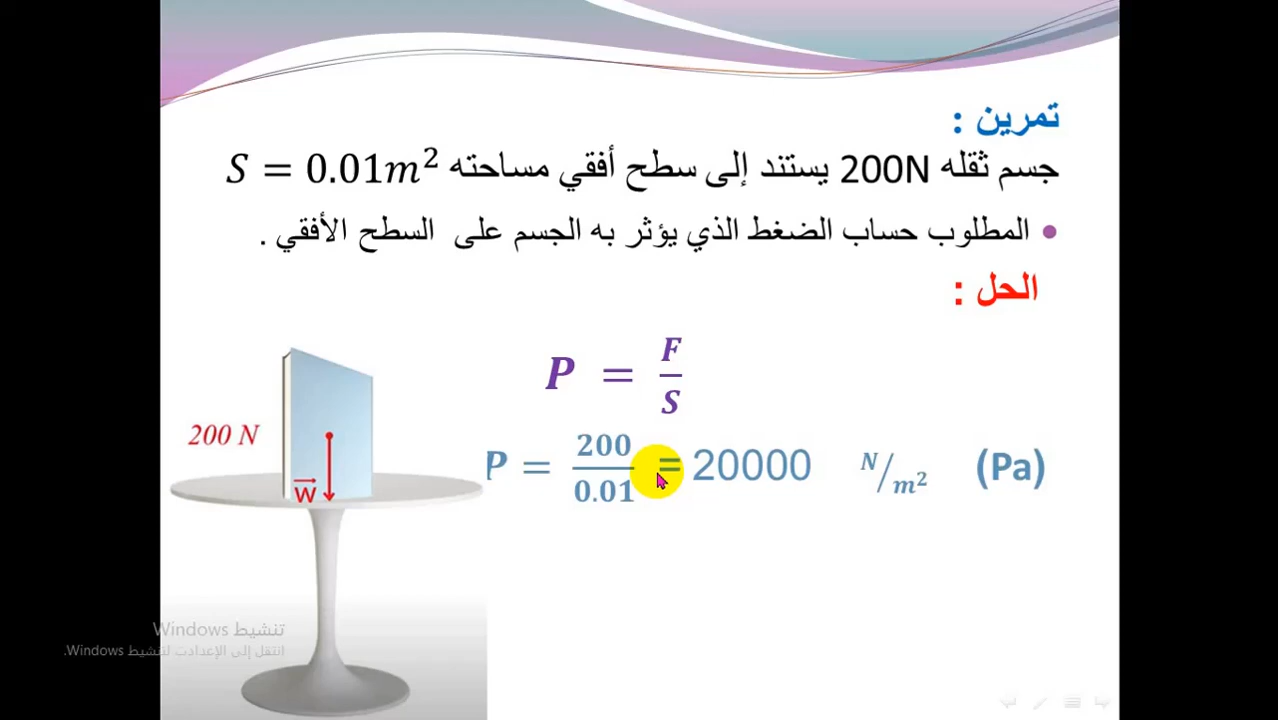 تمرين :
جسم ثقله 200N يستند إلى سطح أفقي مساحته S = 0.01m²
• المطلوب حساب الضغط الذي يؤثر به الجسم على السطح الأفقي .
الحل :
P = F/S
200 N
P = 200/0.01 = 20000 N/m² (Pa)
w⃗
تنشيط Windows
انتقل إلى الإعدادت لتنشيط Windows.